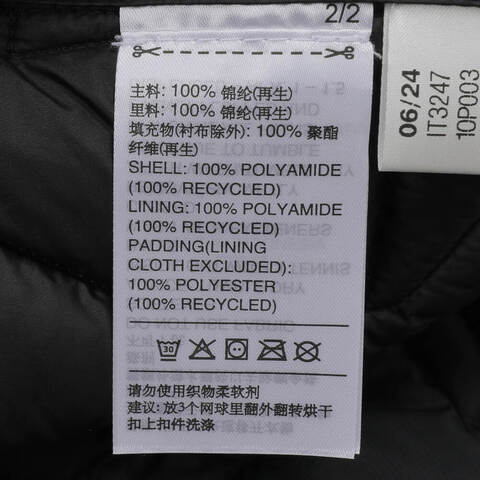 2/2
主料: 100% 锦纶(再生)
里料: 100% 锦纶(再生)
填充物(衬布除外): 100% 聚酯
纤维(再生)
SHELL: 100% POLYAMIDE
(100% RECYCLED)
LINING: 100% POLYAMIDE
(100% RECYCLED)
PADDING(LINING
CLOTH EXCLUDED):
100% POLYESTER
(100% RECYCLED)
30
请勿使用织物柔软剂
建议: 放3个网球里翻外翻转烘干
扣上扣件洗涤
06/24
IT3247
10P003